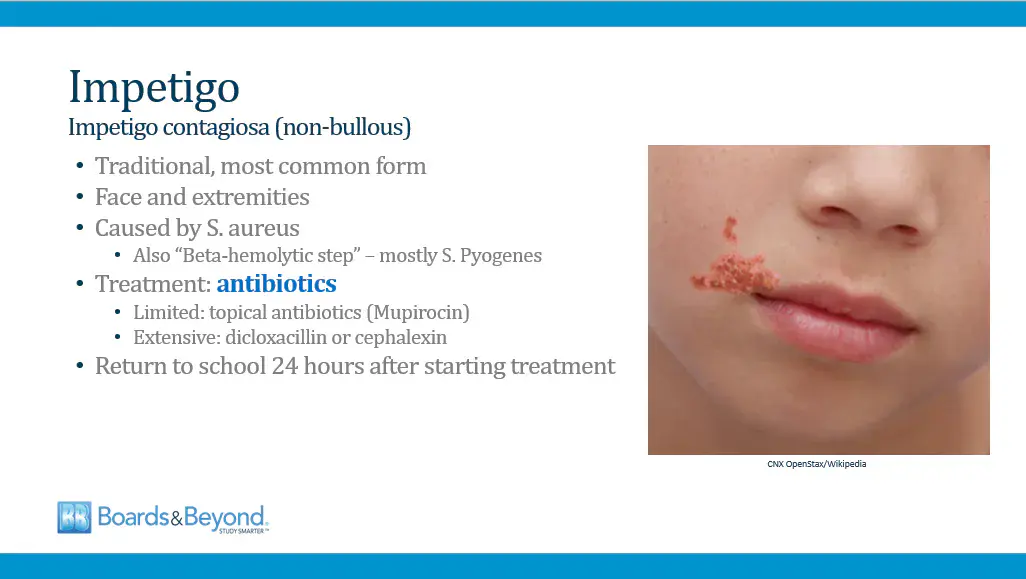 Impetigo
Impetigo contagiosa (non-bullous)
• Traditional, most common form
• Face and extremities
• Caused by S. aureus
• Also “Beta-hemolytic step” – mostly S. Pyogenes
• Treatment: antibiotics
• Limited: topical antibiotics (Mupirocin)
• Extensive: dicloxacillin or cephalexin
• Return to school 24 hours after starting treatment
CNX OpenStax/Wikipedia
BB Boards&Beyond.
STUDY SMARTER™